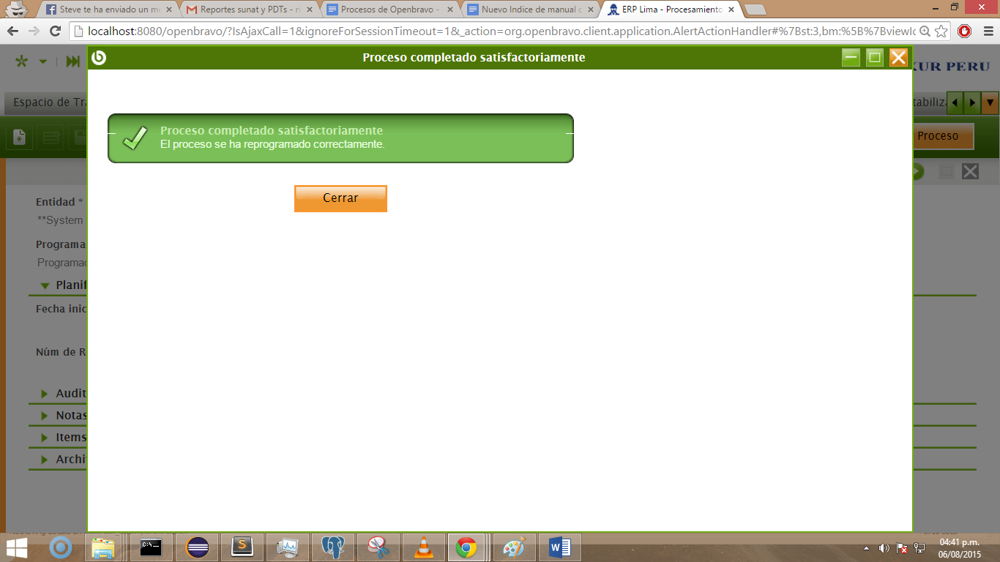 Steve te ha enviado un m
Reportes sunat y PDTs - ri
Procesos de Openbravo -
Nuevo Indice de manual
ERP Lima - Procesamiento
localhost:8080/openbravo/?IsAjaxCall=1&ignoreForSessionTimeout=1&_action=org.openbravo.client.application.AlertActionHandler#%7Bst:3,bm:%5B%7Bviewlc
Proceso completado satisfactoriamente
KUR PERU
Espacio de Tra
tabiliza
Proceso completado satisfactoriamente
El proceso se ha reprogramado correctamente.
Proceso
Cerrar
Entidad *
**System
Programa
Programac
Planif
Fecha inic
Núm de R
Audit
Notas
Items
Archi
04:41 p.m.
06/08/2015